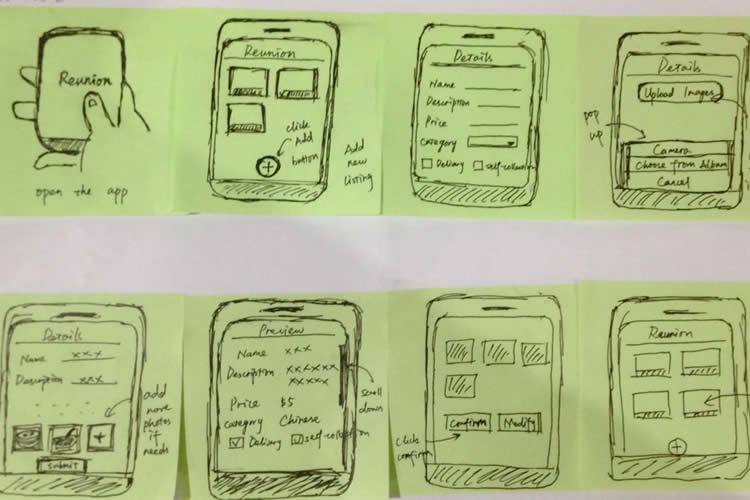 Reunion
open the app
Reunion
click
Add
button
+
Add
new
listing
Details
Name
Description
Price
category
Delivery
self-collection
Details
Upload Images
pop
up
Camera
Choose from Album
Cancel
Details
Name xxx
Description xxx
+
Submit
add
more
photos
if
needs
Preview
Name xxx
Description xxxxxx
xxxxx
Price $5
category Chinese
Delivery self-collection
scroll
down
Confirm Modify
click
confirm
Reunion
+